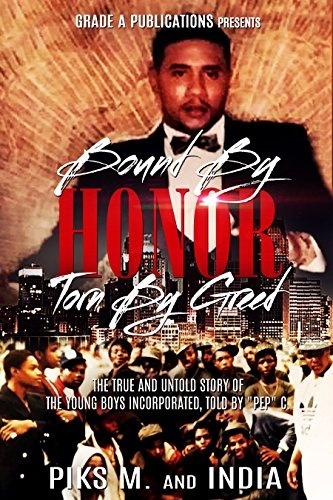 GRADE A PUBLICATIONS PRESENTS
Bound By
HONOR
Torn By Greed
THE TRUE AND UNTOLD STORY OF
THE YOUNG BOYS INCORPORATED, TOLD BY "PEP" C.
PIKS M. AND INDIA